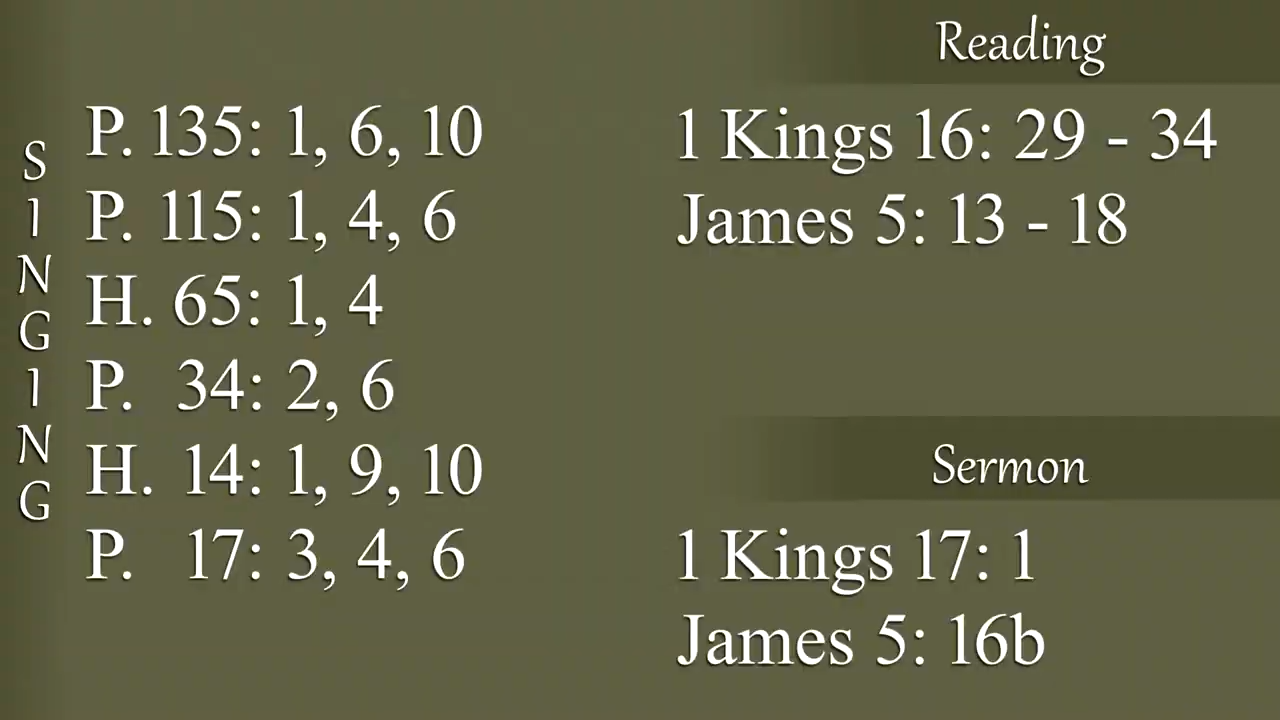 SINGING
P. 135: 1, 6, 10
P. 115: 1, 4, 6
H. 65: 1, 4
P. 34: 2, 6
H. 14: 1, 9, 10
P. 17: 3, 4, 6
Reading
1 Kings 16: 29 - 34
James 5: 13 - 18
Sermon
1 Kings 17: 1
James 5: 16b